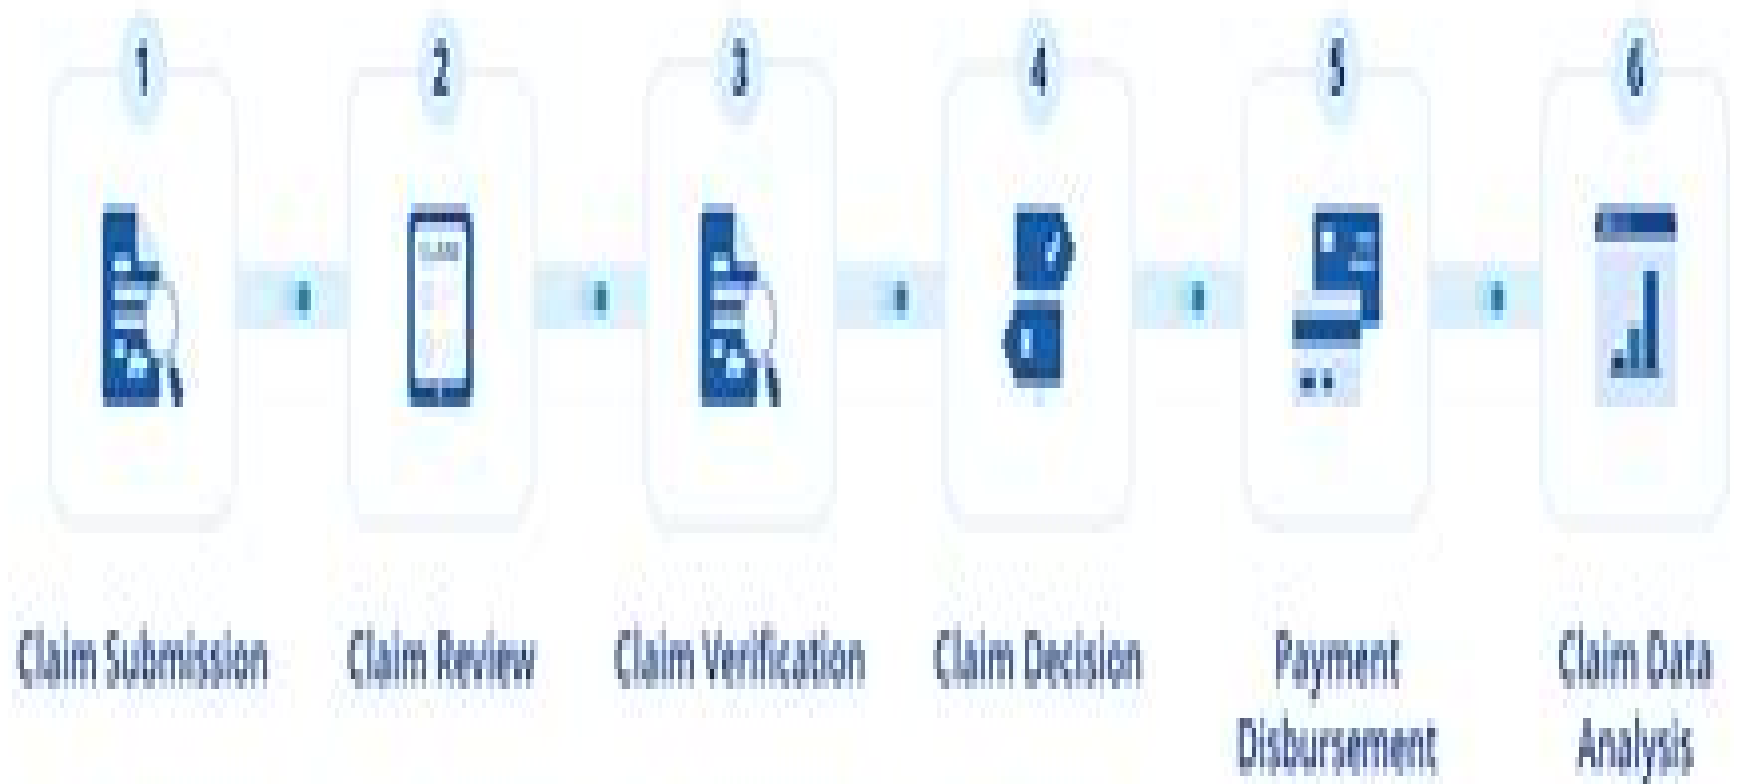 1
2
3
4
5
6
Claim Submission
Claim Review
Claim Verification
Claim Decision
Payment
Disbursement
Claim Data
Analysis